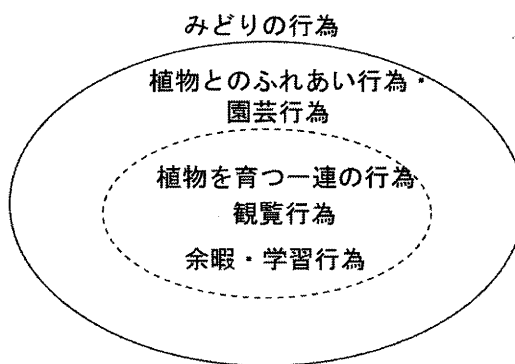 みどりの行為
植物とのふれあい行為・
園芸行為
植物を育つ一連の行為
観覧行為
余暇・学習行為